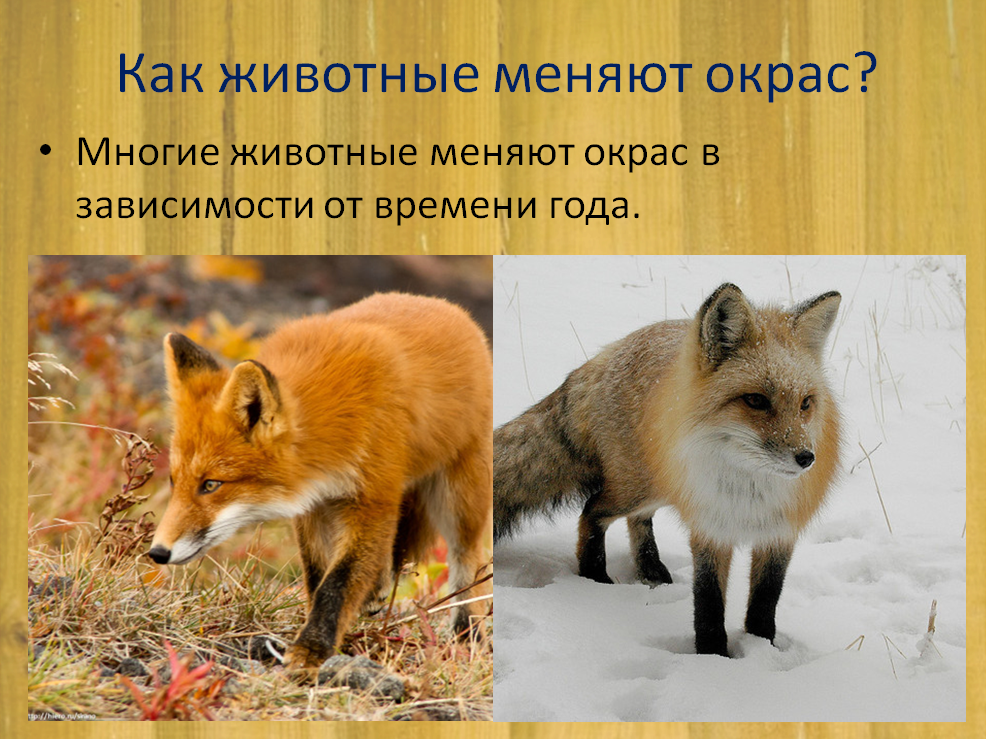 Как животные меняют окрас?
• Многие животные меняют окрас в
зависимости от времени года.